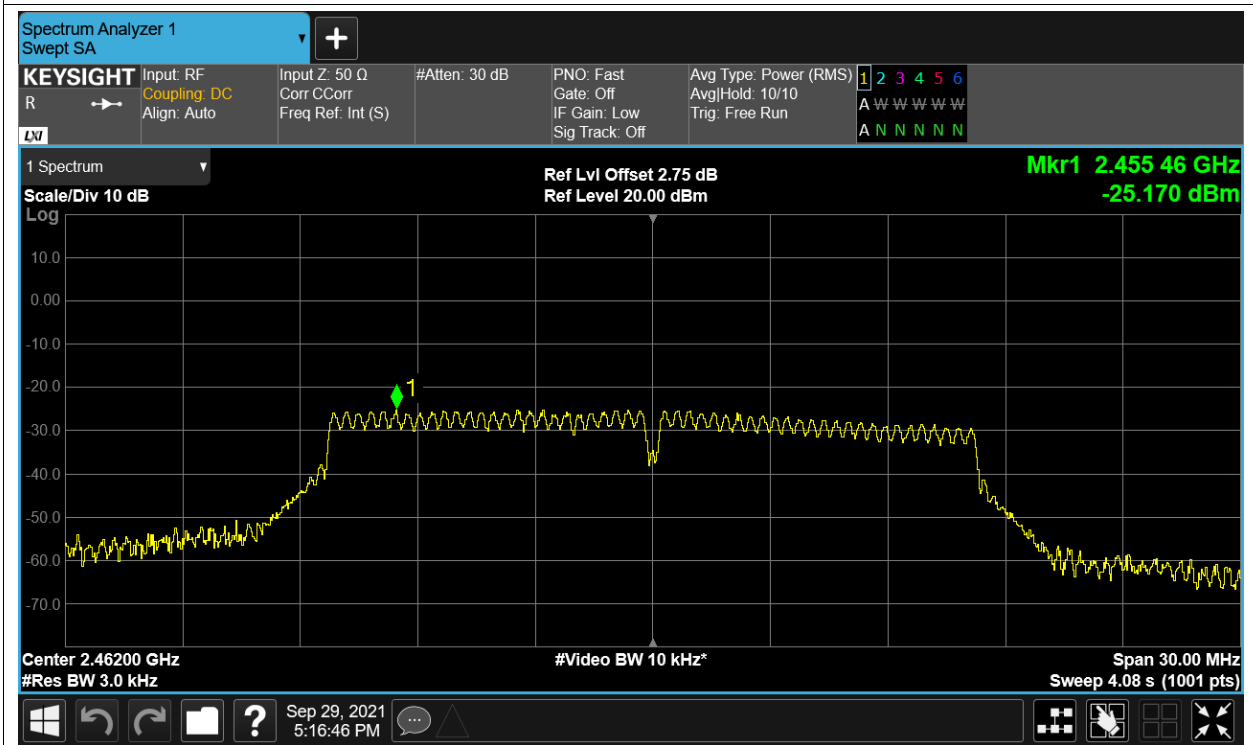 Spectrum Analyzer 1
Swept SA
+
KEYSIGHT
R
LXI
Input: RF
Coupling: DC
Align: Auto
Input Z: 50 Ω
Corr CCorr
Freq Ref: Int (S)
#Atten: 30 dB
PNO: Fast
Gate: Off
IF Gain: Low
Sig Track: Off
Avg Type: Power (RMS)
Avg|Hold: 10/10
Trig: Free Run
1 2 3 4 5 6
A W W W W W
A N N N N N
1 Spectrum
Scale/Div 10 dB
Ref Lvl Offset 2.75 dB
Ref Level 20.00 dBm
Mkr1 2.455 46 GHz
-25.170 dBm
Log
10.0
0.00
-10.0
-20.0
-30.0
-40.0
-50.0
-60.0
-70.0
1
Center 2.46200 GHz
#Res BW 3.0 kHz
#Video BW 10 kHz*
Span 30.00 MHz
Sweep 4.08 s (1001 pts)
?
Sep 29, 2021
5:16:46 PM